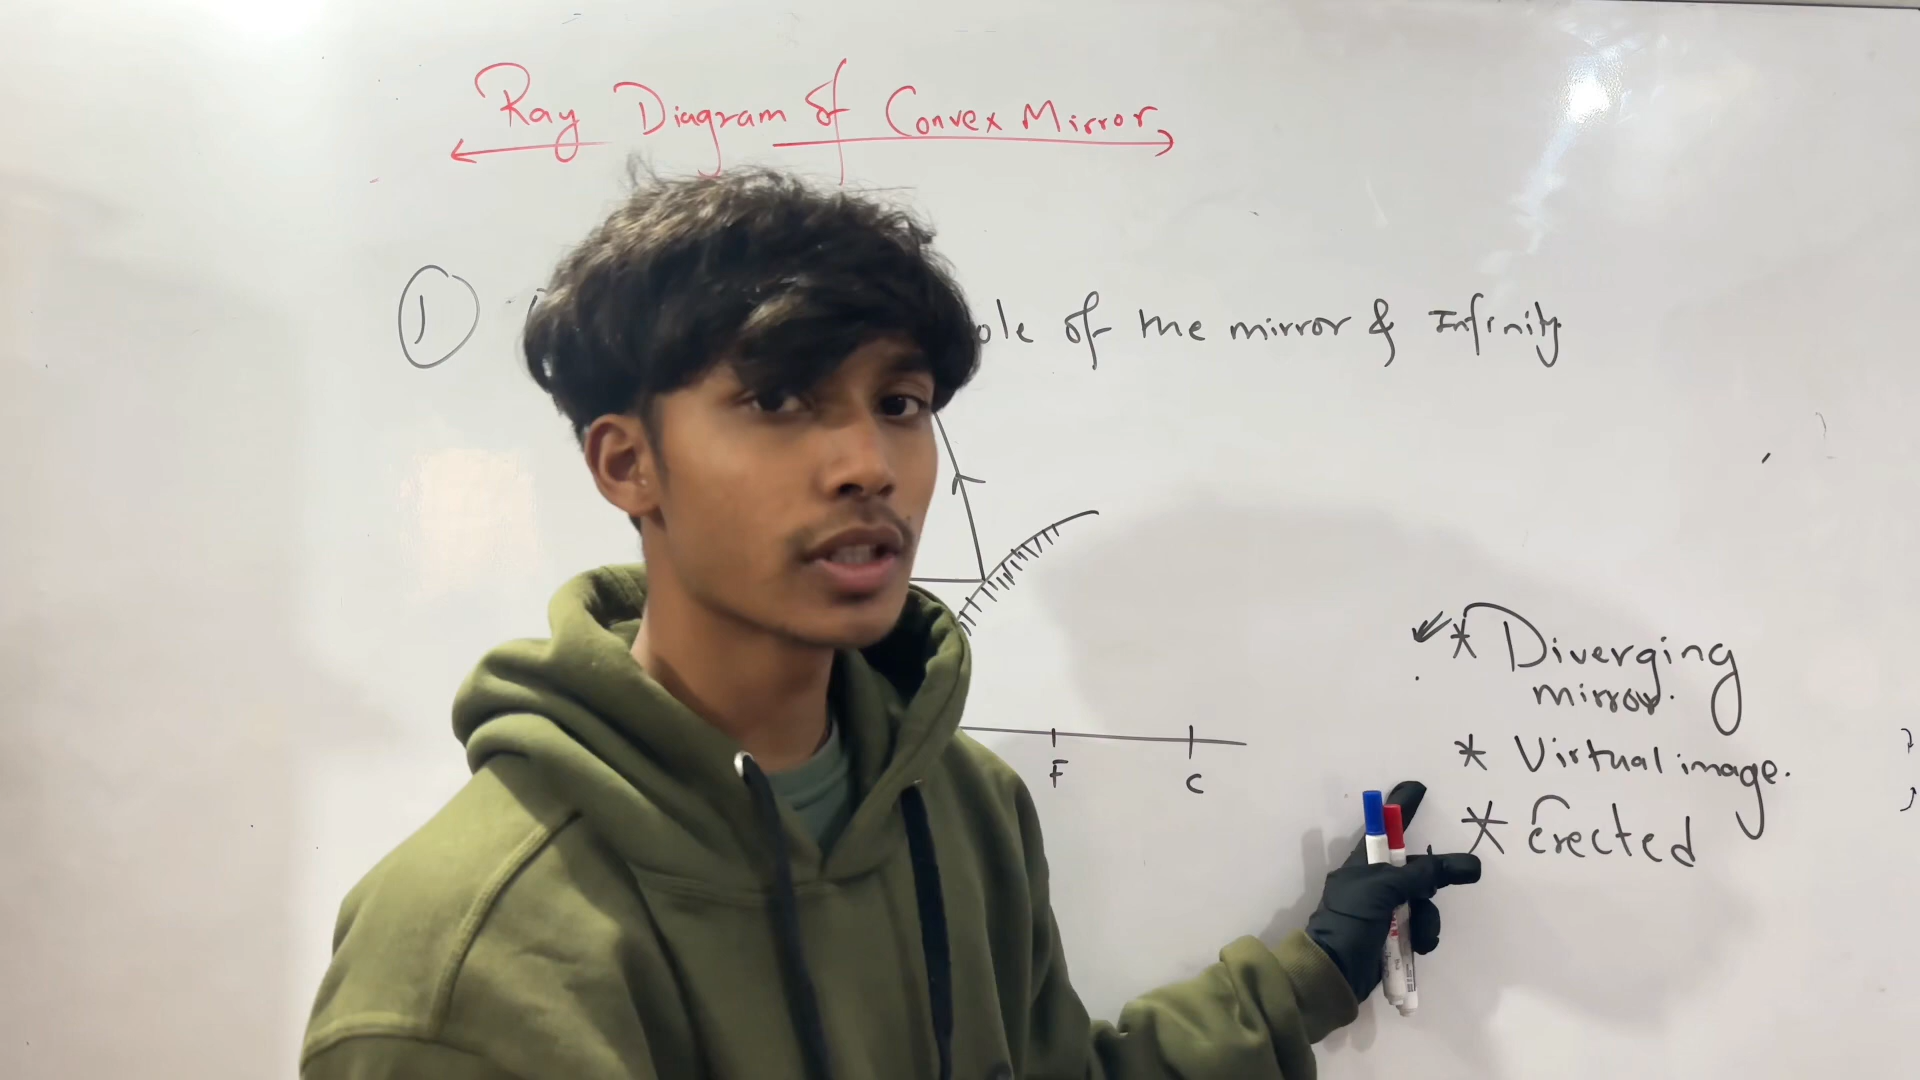 Ray Diagram of Convex Mirror
1 ole of the mirror & Infinity
F
C
* Diverging
mirror.
* Virtual image.
* Erected